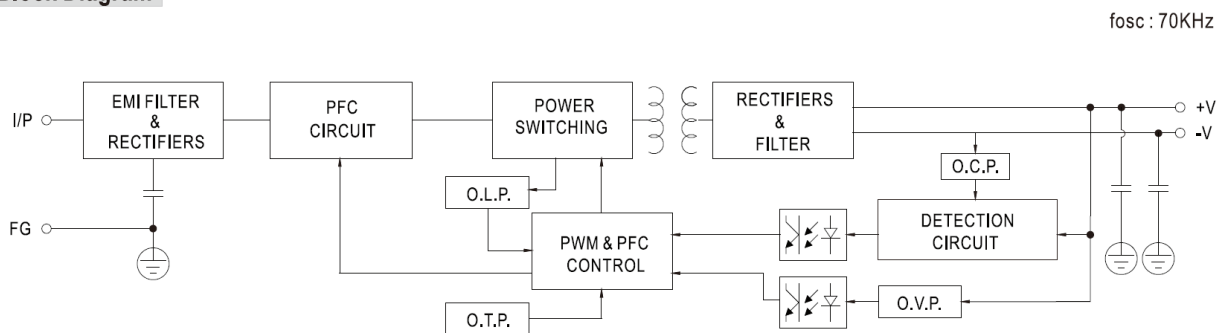 Block Diagram
fosc : 70KHz
I/P
EMI FILTER
&
RECTIFIERS
PFC
CIRCUIT
POWER
SWITCHING
RECTIFIERS
&
FILTER
+V
-V
O.C.P.
O.L.P.
FG
PWM & PFC
CONTROL
DETECTION
CIRCUIT
O.T.P.
O.V.P.